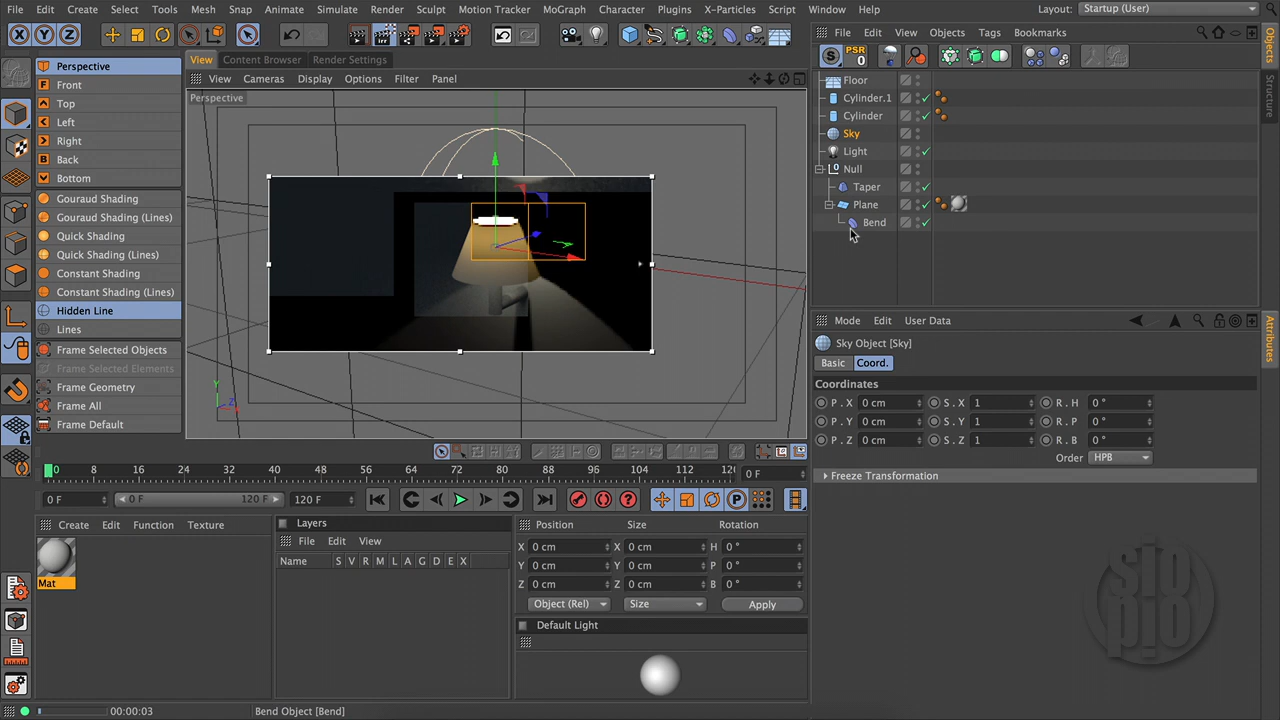 File Edit Create Select Tools Mesh Snap Animate Simulate Render Sculpt Motion Tracker MoGraph Character Plugins X-Particles Script Window Help Layout: Startup (User)
X Y Z PSR 0
File Edit View Objects Tags Bookmarks
View Content Browser Render Settings
View Cameras Display Options Filter Panel
Perspective
Perspective
F Front
T Top
L Left
R Right
B Back
B Bottom
Gouraud Shading
Gouraud Shading (Lines)
Quick Shading
Quick Shading (Lines)
Constant Shading
Constant Shading (Lines)
Hidden Line
Lines
Frame Selected Objects
Frame Selected Elements
Frame Geometry
Frame All
Frame Default
Y
Z
Floor
Cylinder.1
Cylinder
Sky
Light
Null
Taper
Plane
Bend
Objects
Structure
Mode Edit User Data
Attributes
Sky Object [Sky]
Basic Coord.
Coordinates
P . X 0 cm S . X 1 R . H 0 °
P . Y 0 cm S . Y 1 R . P 0 °
P . Z 0 cm S . Z 1 R . B 0 °
Order HPB
Freeze Transformation
0 8 16 24 32 40 48 56 64 72 80 88 96 104 112 120 0 F
0 F 0 F 120 F 120 F
Create Edit Function Texture
Mat
Layers
File Edit View
Name S V R M L A G D E X
Position Size Rotation
X 0 cm X 0 cm H 0 °
Y 0 cm Y 0 cm P 0 °
Z 0 cm Z 0 cm B 0 °
Object (Rel) Size Apply
Default Light
00:00:03 Bend Object [Bend]